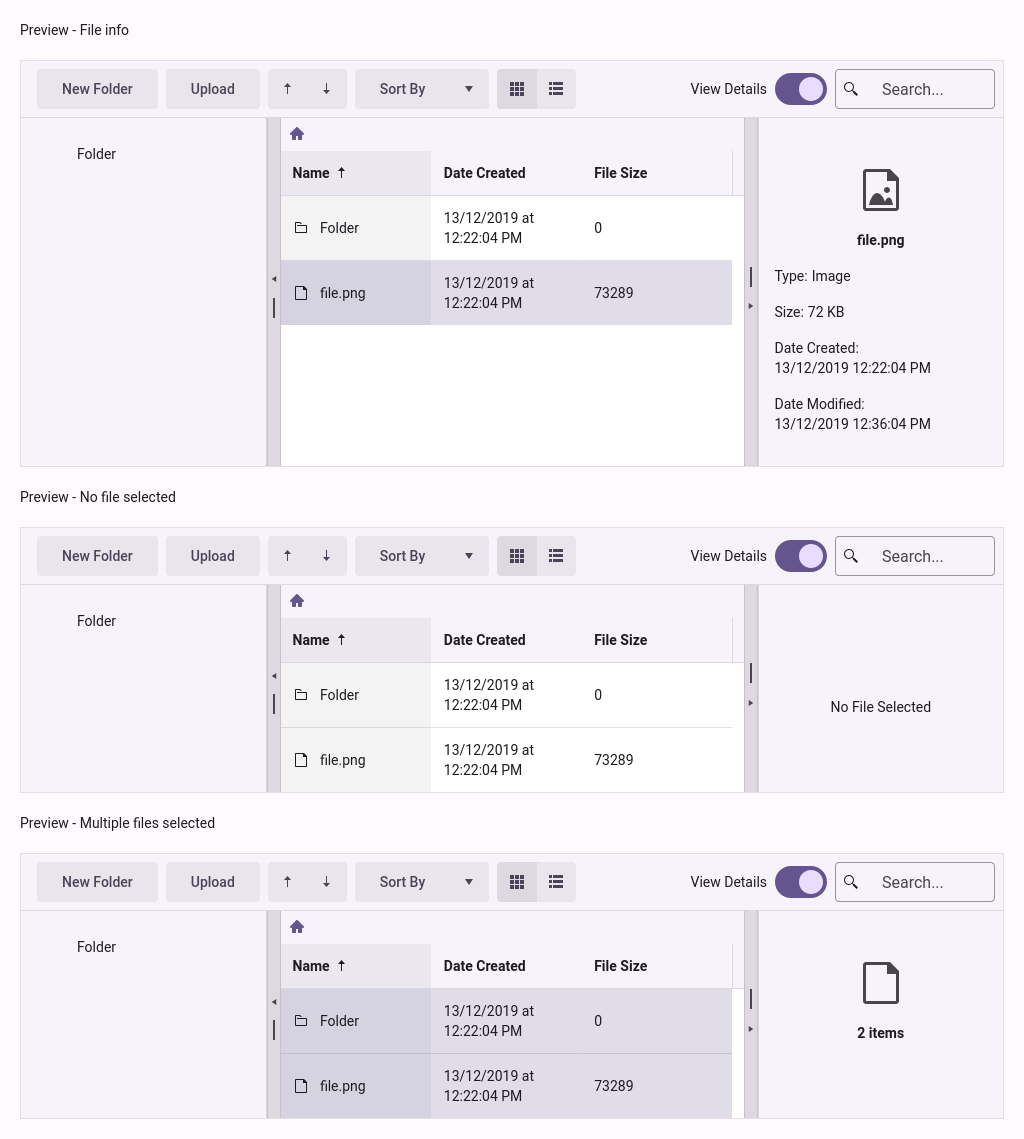 Preview - File info
New Folder
Upload
Sort By
View Details
Search...
Folder
Name
Date Created
File Size
Folder
13/12/2019 at
12:22:04 PM
0
file.png
13/12/2019 at
12:22:04 PM
73289
file.png
Type: Image
Size: 72 KB
Date Created:
13/12/2019 12:22:04 PM
Date Modified:
13/12/2019 12:36:04 PM
Preview - No file selected
New Folder
Upload
Sort By
View Details
Search...
Folder
Name
Date Created
File Size
Folder
13/12/2019 at
12:22:04 PM
0
file.png
13/12/2019 at
12:22:04 PM
73289
No File Selected
Preview - Multiple files selected
New Folder
Upload
Sort By
View Details
Search...
Folder
Name
Date Created
File Size
Folder
13/12/2019 at
12:22:04 PM
0
file.png
13/12/2019 at
12:22:04 PM
73289
2 items